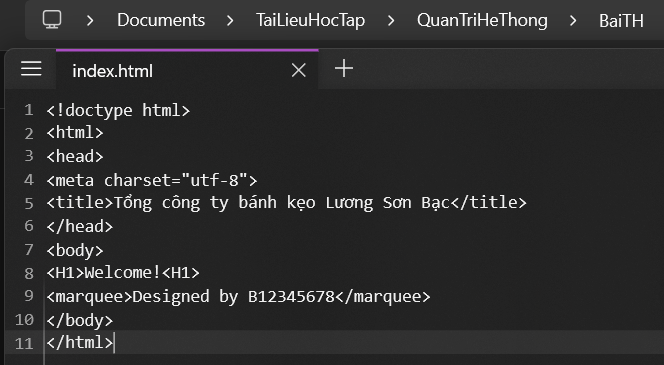 Documents > TaiLieuHocTap > QuanTriHeThong > BaiTH
index.html
1 <!doctype html>
2 <html>
3 <head>
4 <meta charset="utf-8">
5 <title>Tổng công ty bánh kẹo Lương Sơn Bạc</title>
6 </head>
7 <body>
8 <H1>Welcome!<H1>
9 <marquee>Designed by B12345678</marquee>
10 </body>
11 </html>